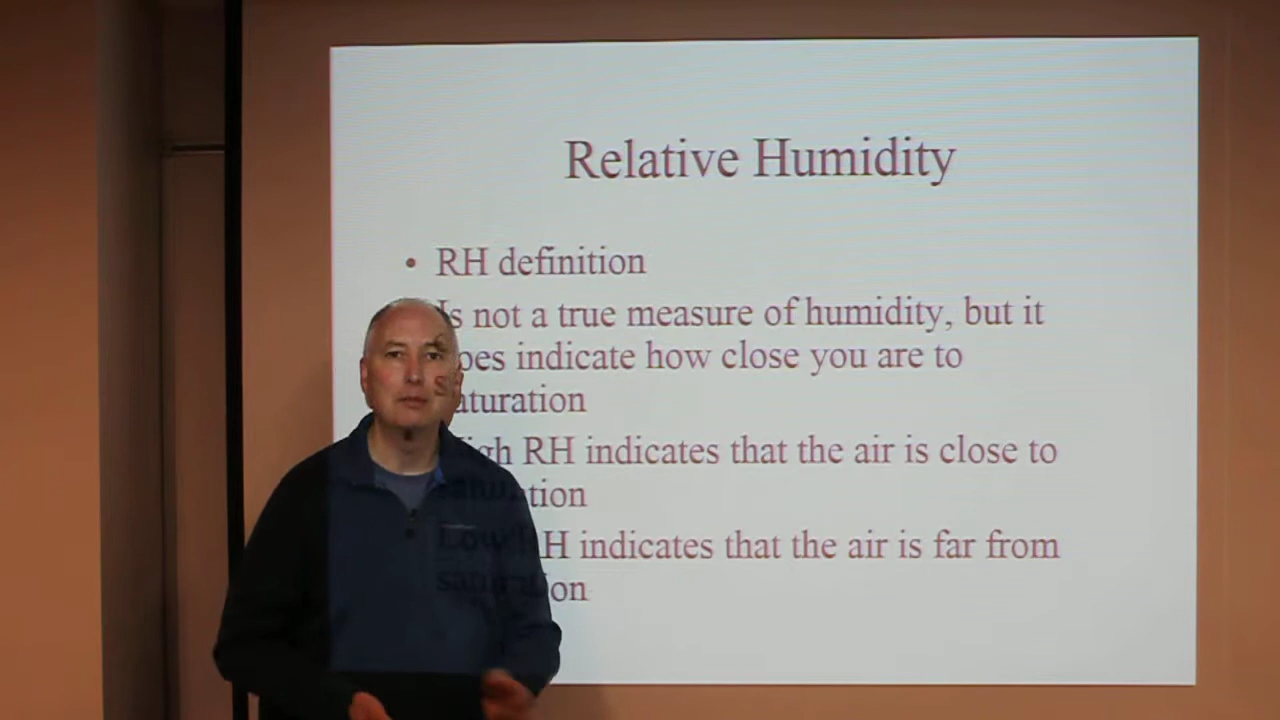 Relative Humidity
• RH definition
Is not a true measure of humidity, but it
does indicate how close you are to
saturation
High RH indicates that the air is close to
saturation
Low RH indicates that the air is far from
saturation